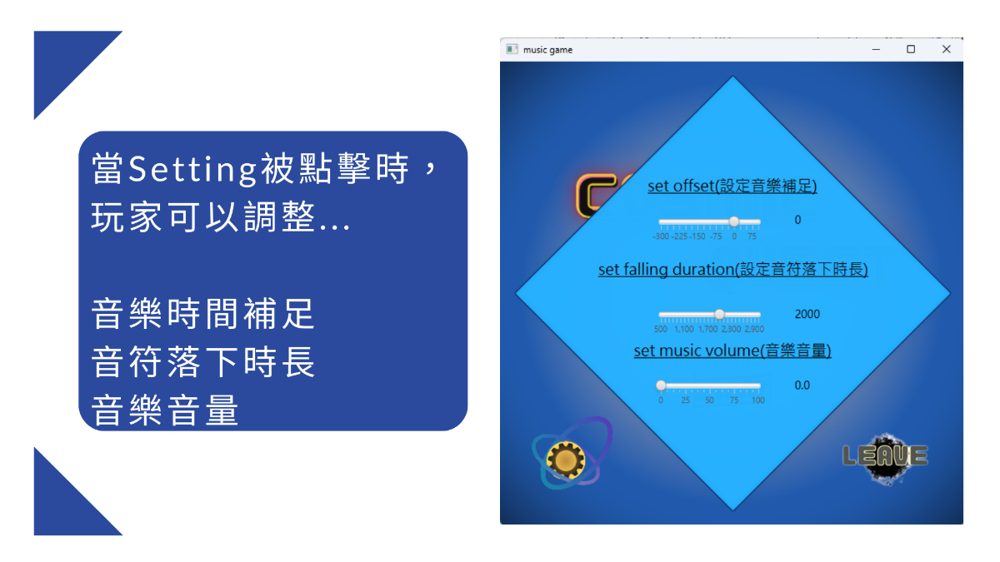 當Setting被點擊時，
玩家可以調整...
音樂時間補足
音符落下時長
音樂音量
music game
set offset(設定音樂補足)
0
-300 -225 -150 -75 0 75
set falling duration(設定音符落下時長)
2000
500 1,100 1,700 2,300 2,900
set music volume(音樂音量)
0.0
0 25 50 75 100
LEAVE